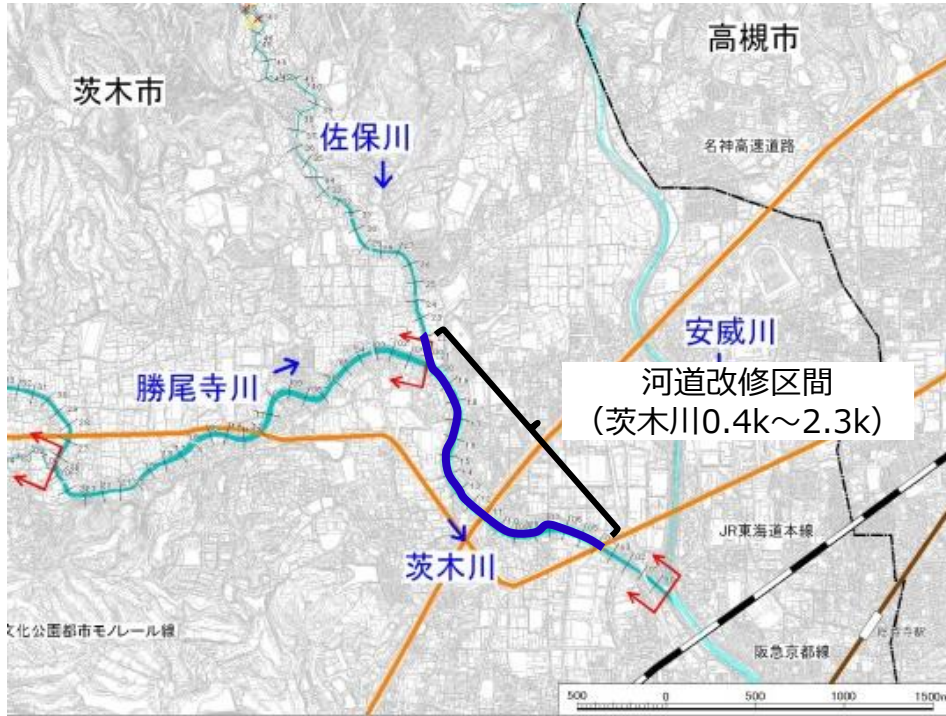 高槻市
茨木市
佐保川
名神高速道路
安威川
勝尾寺川
河道改修区間
(茨木川0.4k～2.3k)
茨木川
JR東海道本線
文化公園都市モノレール線
阪急京都線
500 0 500 1000 1500m